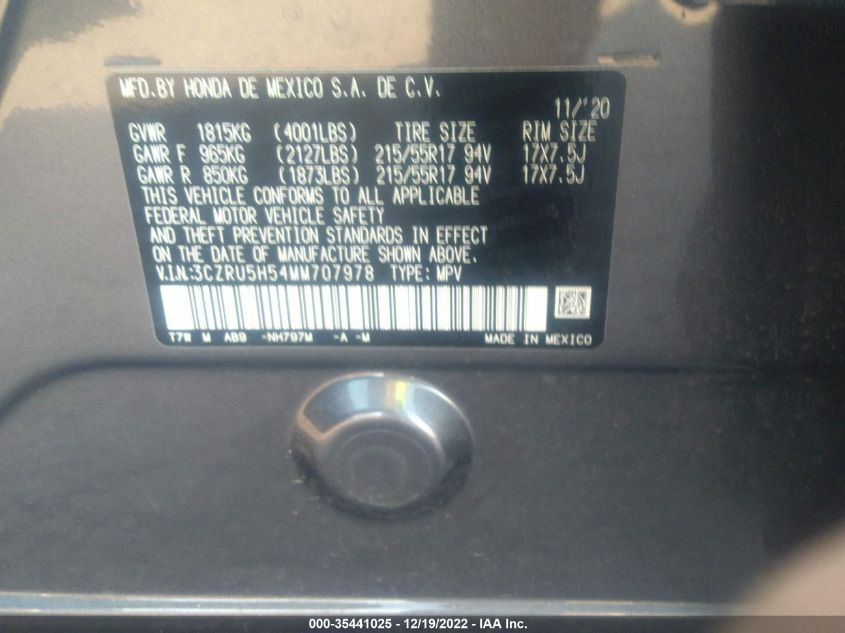 MFD.BY HONDA DE MEXICO S.A. DE C.V.
11/'20
GVWR 1815KG (4001LBS) TIRE SIZE RIM SIZE
GAWR F 965KG (2127LBS) 215/55R17 94V 17X7.5J
GAWR R 850KG (1873LBS) 215/55R17 94V 17X7.5J
THIS VEHICLE CONFORMS TO ALL APPLICABLE
FEDERAL MOTOR VEHICLE SAFETY
AND THEFT PREVENTION STANDARDS IN EFFECT
ON THE DATE OF MANUFACTURE SHOWN ABOVE.
V.I.N.:3CZRU5H54MM707978 TYPE: MPV
T7W M AB9 -NH797M -A -M MADE IN MEXICO
000-35441025 - 12/19/2022 - IAA Inc.